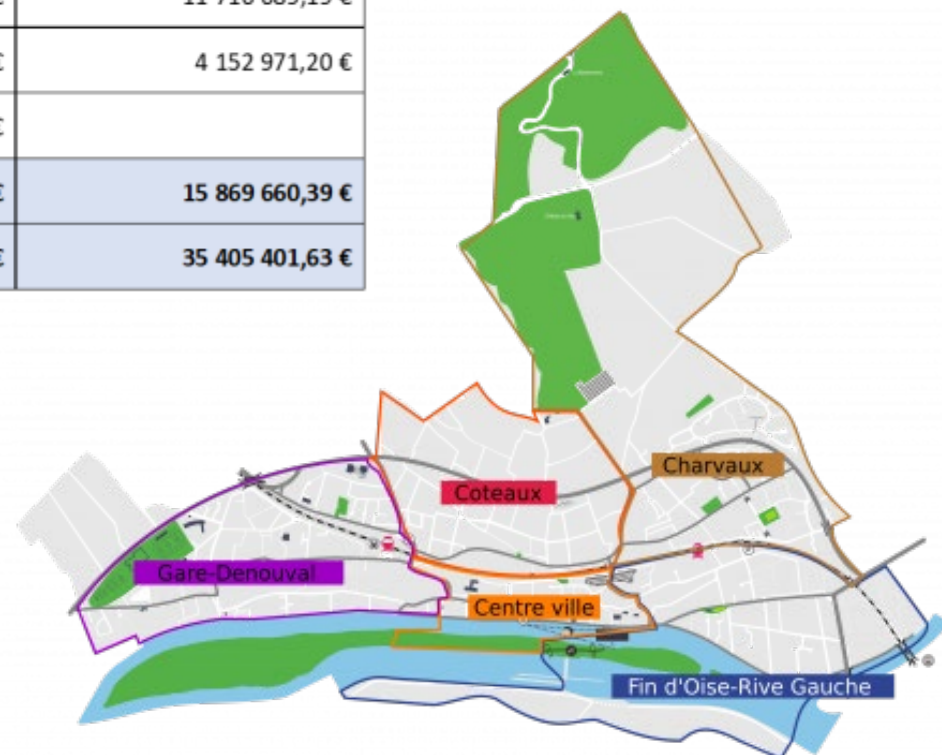 €
4 152 971,20 €
€
€ 15 869 660,39 €
€ 35 405 401,63 €
Charvaux
Coteaux
Gare-Denouval
Centre ville
Fin d'Oise-Rive Gauche